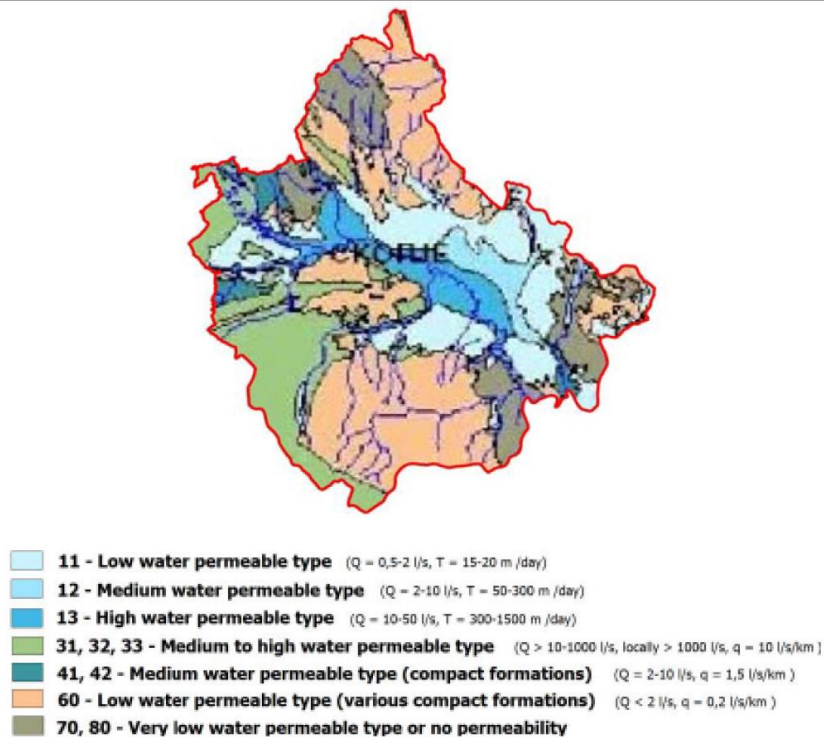 СКОПЈЕ
11 - Low water permeable type (Q = 0,5-2 l/s, T = 15-20 m /day)
12 - Medium water permeable type (Q = 2-10 l/s, T = 50-300 m /day)
13 - High water permeable type (Q = 10-50 l/s, T = 300-1500 m /day)
31, 32, 33 - Medium to high water permeable type (Q > 10-1000 l/s, locally > 1000 l/s, q = 10 l/s/km )
41, 42 - Medium water permeable type (compact formations) (Q = 2-10 l/s, q = 1,5 l/s/km )
60 - Low water permeable type (various compact formations) (Q < 2 l/s, q = 0,2 l/s/km )
70, 80 - Very low water permeable type or no permeability